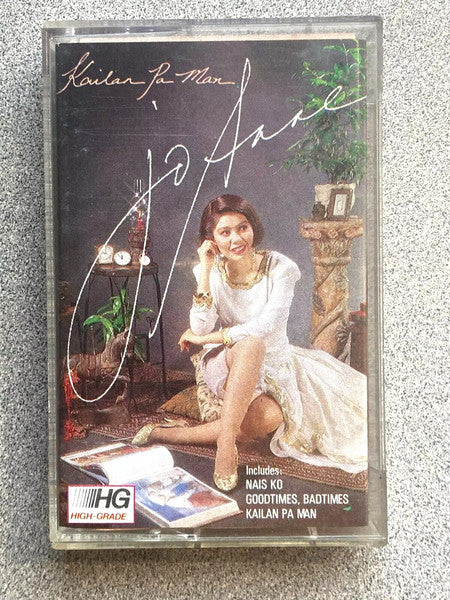 Kailan Pa Man
Jo Anne
Includes:
NAIS KO
GOODTIMES, BADTIMES
KAILAN PA MAN
HG
HIGH-GRADE